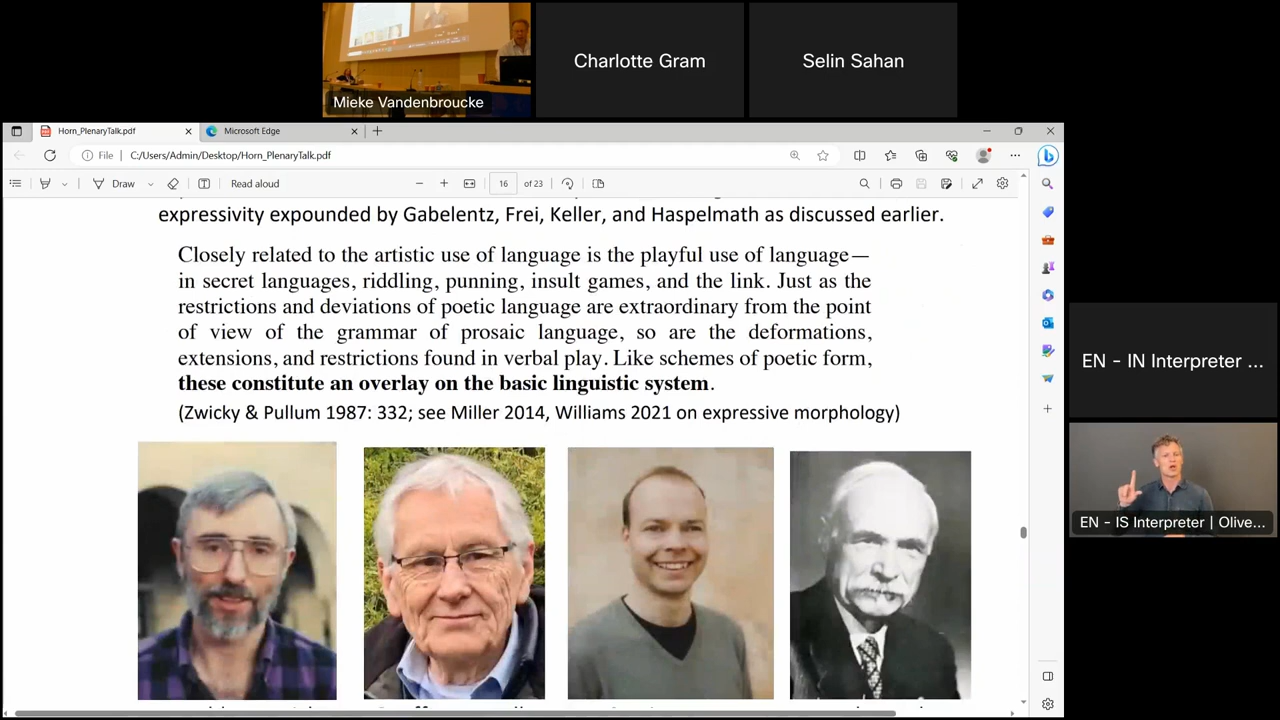 Mieke Vandenbroucke
Charlotte Gram
Selin Sahan
Horn_PlenaryTalk.pdf
Microsoft Edge
File
C:/Users/Admin/Desktop/Horn_PlenaryTalk.pdf
Draw
Read aloud
16
of 23
expressivity expounded by Gabelentz, Frei, Keller, and Haspelmath as discussed earlier.
Closely related to the artistic use of language is the playful use of language—
in secret languages, riddling, punning, insult games, and the link. Just as the
restrictions and deviations of poetic language are extraordinary from the point
of view of the grammar of prosaic language, so are the deformations,
extensions, and restrictions found in verbal play. Like schemes of poetic form,
these constitute an overlay on the basic linguistic system.
(Zwicky & Pullum 1987: 332; see Miller 2014, Williams 2021 on expressive morphology)
EN - IN Interpreter ...
EN - IS Interpreter | Olive...